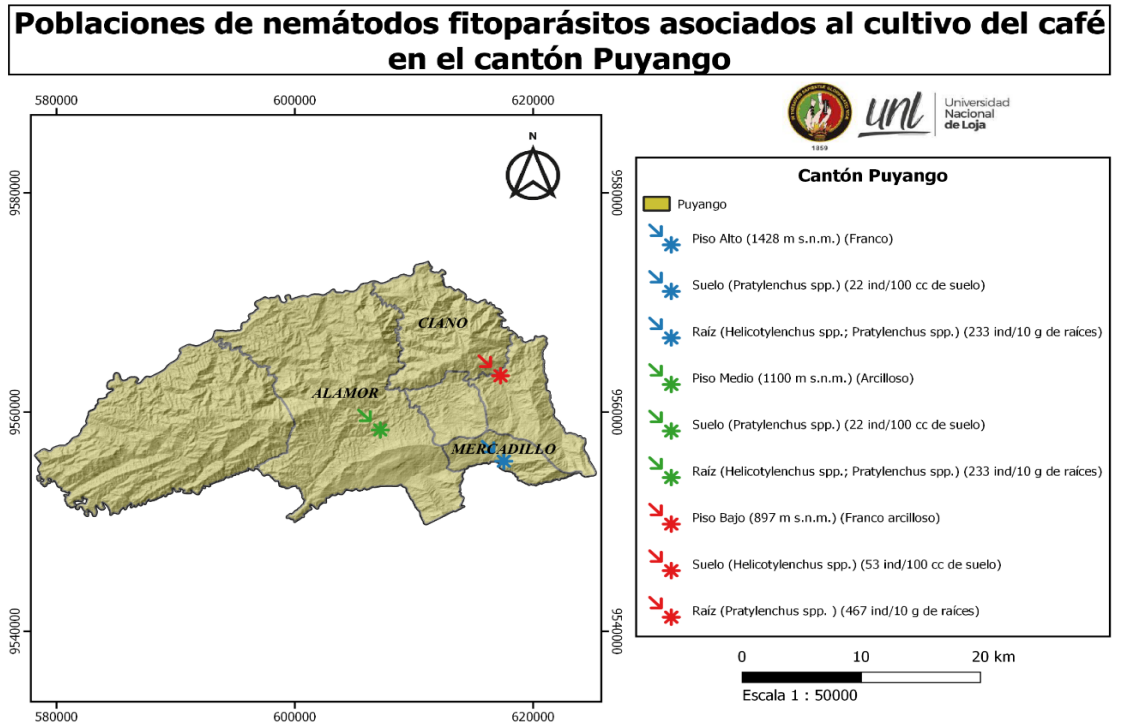 Poblaciones de nemátodos fitoparásitos asociados al cultivo del café
en el cantón Puyango
580000
600000
620000
N
9580000
9580000
9560000
9560000
9540000
9540000
CIANO
ALAMOR
MERCADILLO
580000
600000
620000
1859
unl
Universidad
Nacional
de Loja
Cantón Puyango
Puyango
Piso Alto (1428 m s.n.m.) (Franco)
Suelo (Pratylenchus spp.) (22 ind/100 cc de suelo)
Raíz (Helicotylenchus spp.; Pratylenchus spp.) (233 ind/10 g de raíces)
Piso Medio (1100 m s.n.m.) (Arcilloso)
Suelo (Pratylenchus spp.) (22 ind/100 cc de suelo)
Raíz (Helicotylenchus spp.; Pratylenchus spp.) (233 ind/10 g de raíces)
Piso Bajo (897 m s.n.m.) (Franco arcilloso)
Suelo (Helicotylenchus spp.) (53 ind/100 cc de suelo)
Raíz (Pratylenchus spp. ) (467 ind/10 g de raíces)
0 10 20 km
Escala 1 : 50000